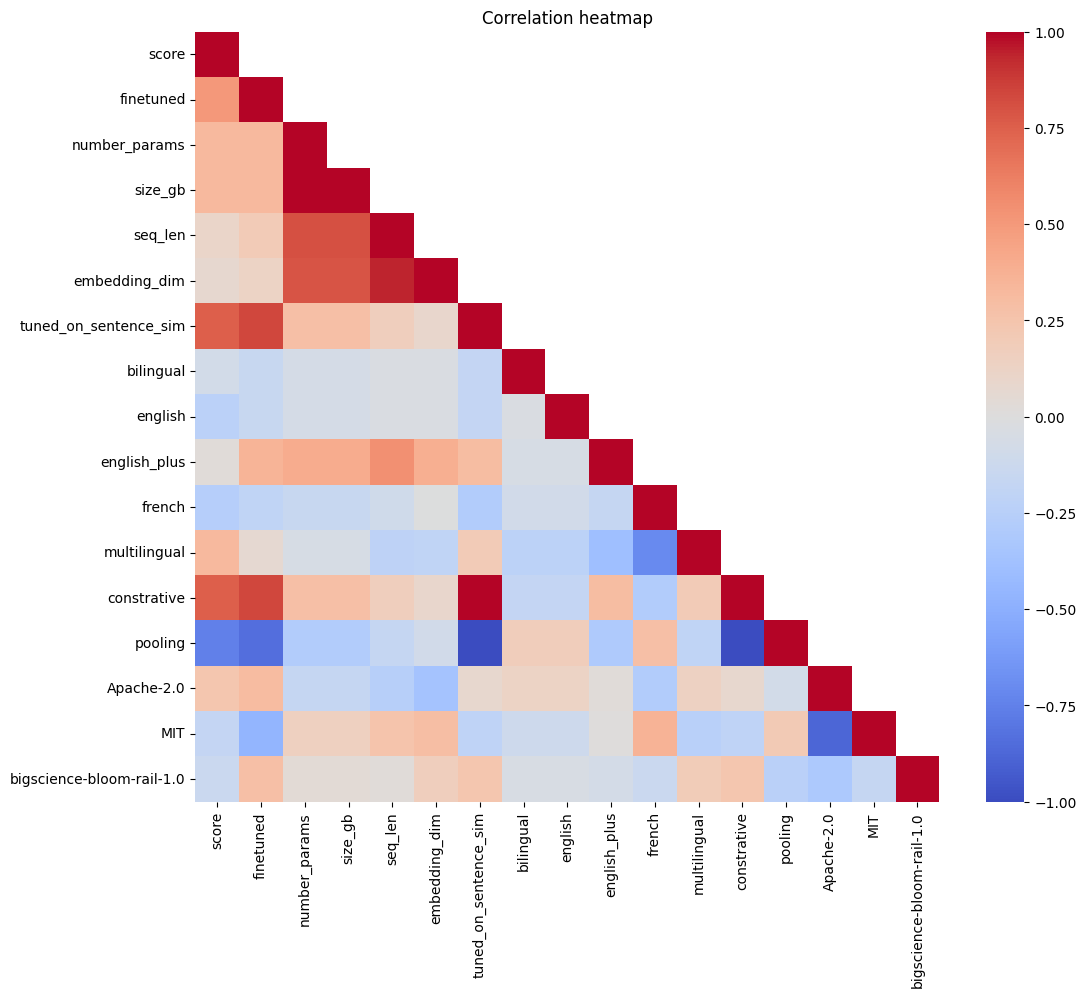 Correlation heatmap
score
finetuned
number_params
size_gb
seq_len
embedding_dim
tuned_on_sentence_sim
bilingual
english
english_plus
french
multilingual
constrative
pooling
Apache-2.0
MIT
bigscience-bloom-rail-1.0
score
finetuned
number_params
size_gb
seq_len
embedding_dim
tuned_on_sentence_sim
bilingual
english
english_plus
french
multilingual
constrative
pooling
Apache-2.0
MIT
bigscience-bloom-rail-1.0
1.00
0.75
0.50
0.25
0.00
−0.25
−0.50
−0.75
−1.00